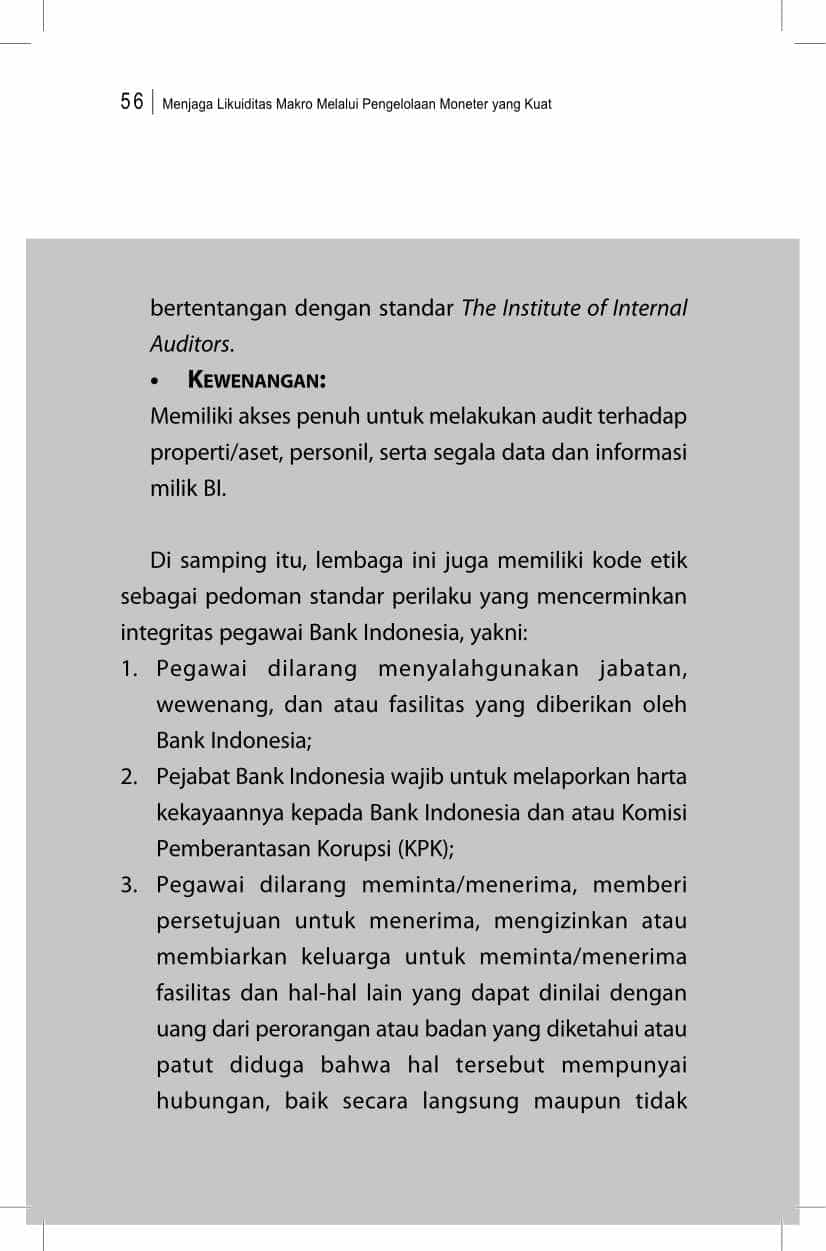 56 Menjaga Likuiditas Makro Melalui Pengelolaan Moneter yang Kuat
bertentangan dengan standar The Institute of Internal
Auditors.
• KEWENANGAN:
Memiliki akses penuh untuk melakukan audit terhadap
properti/aset, personil, serta segala data dan informasi
milik BI.
Di samping itu, lembaga ini juga memiliki kode etik
sebagai pedoman standar perilaku yang mencerminkan
integritas pegawai Bank Indonesia, yakni:
1. Pegawai dilarang menyalahgunakan jabatan,
wewenang, dan atau fasilitas yang diberikan oleh
Bank Indonesia;
2. Pejabat Bank Indonesia wajib untuk melaporkan harta
kekayaannya kepada Bank Indonesia dan atau Komisi
Pemberantasan Korupsi (KPK);
3. Pegawai dilarang meminta/menerima, memberi
persetujuan untuk menerima, mengizinkan atau
membiarkan keluarga untuk meminta/menerima
fasilitas dan hal-hal lain yang dapat dinilai dengan
uang dari perorangan atau badan yang diketahui atau
patut diduga bahwa hal tersebut mempunyai
hubungan, baik secara langsung maupun tidak